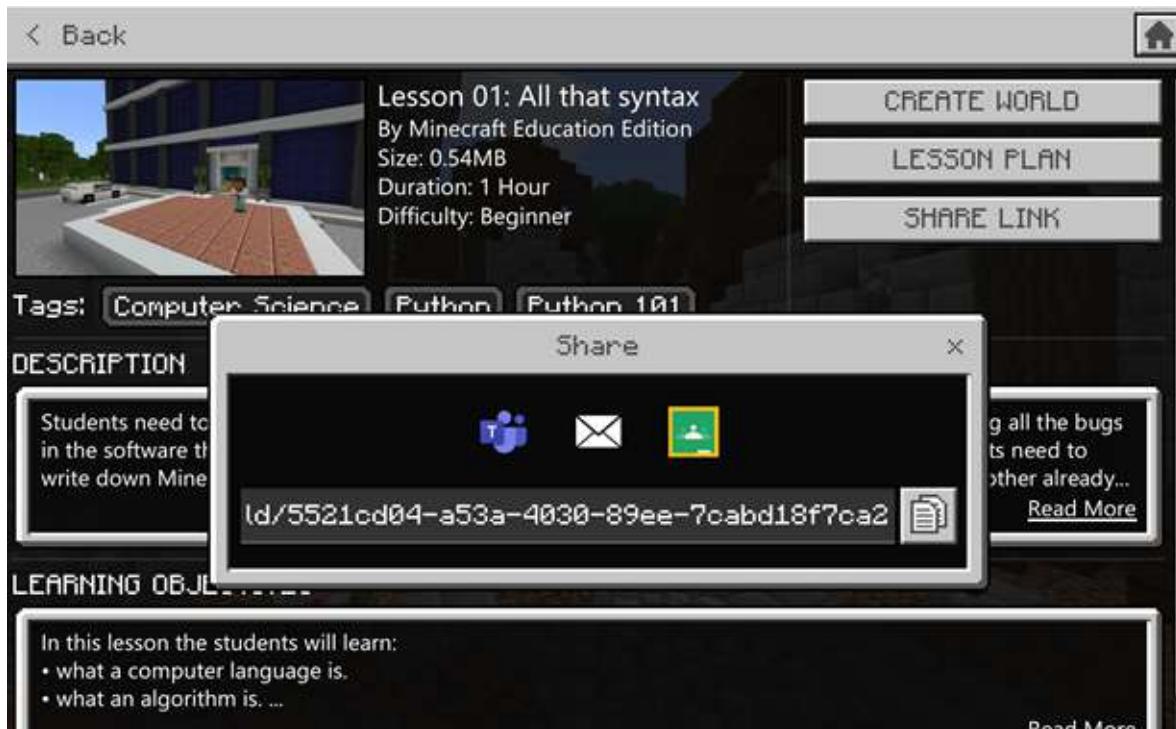 < Back
Lesson 01: All that syntax
By Minecraft Education Edition
Size: 0.54MB
Duration: 1 Hour
Difficulty: Beginner
CREATE WORLD
LESSON PLAN
SHARE LINK
Tags: Computer Science Python Python 101
Share
DESCRIPTION
Students need to
in the software
write down Mine
g all the bugs
ts need to
other already...
Read More
T
ld/5521cd04-a53a-4030-89ee-7cabd18f7ca2
LEARNING
In this lesson the students will learn:
• what a computer language is.
• what an algorithm is. ...
Read More